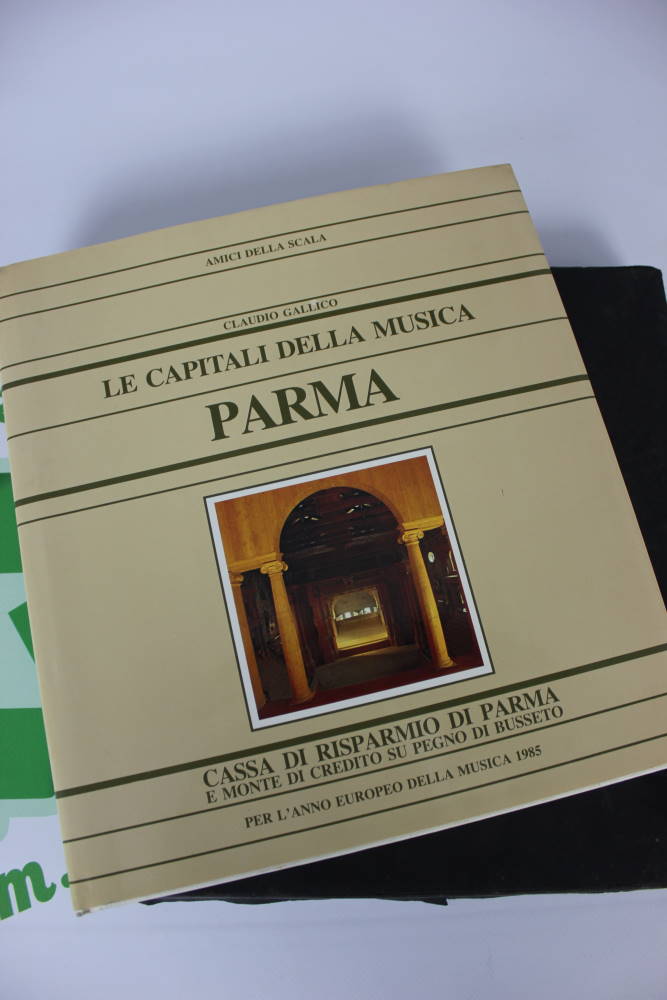 AMICI DELLA SCALA
CLAUDIO GALLICO
LE CAPITALI DELLA MUSICA
PARMA
CASSA DI RISPARMIO DI PARMA
E MONTE DI CREDITO SU PEGNO DI BUSSETO
PER L'ANNO EUROPEO DELLA MUSICA 1985
m.